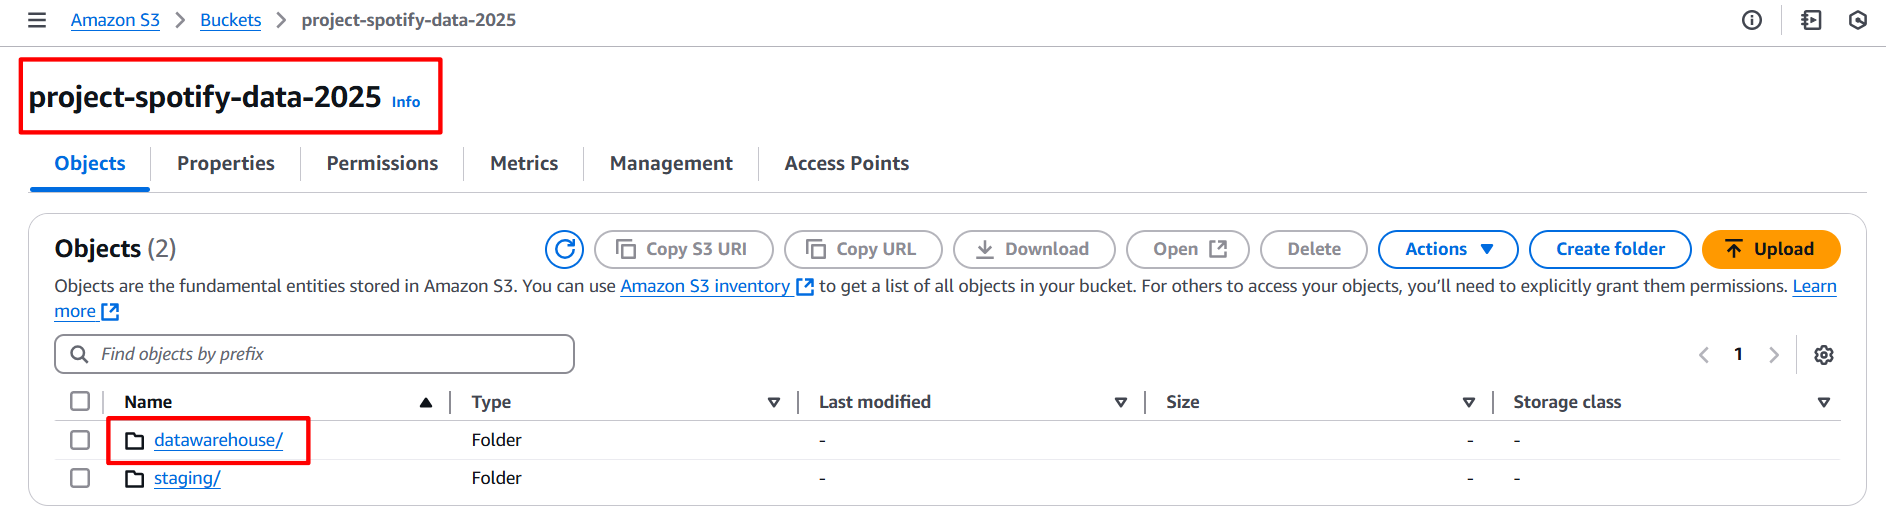 Amazon S3 > Buckets > project-spotify-data-2025
project-spotify-data-2025 Info
Objects Properties Permissions Metrics Management Access Points
Objects (2) Copy S3 URI Copy URL Download Open Delete Actions Create folder Upload
Objects are the fundamental entities stored in Amazon S3. You can use Amazon S3 inventory to get a list of all objects in your bucket. For others to access your objects, you’ll need to explicitly grant them permissions. Learn
more
Find objects by prefix 1
Name Type Last modified Size Storage class
datawarehouse/ Folder - - -
staging/ Folder - - -